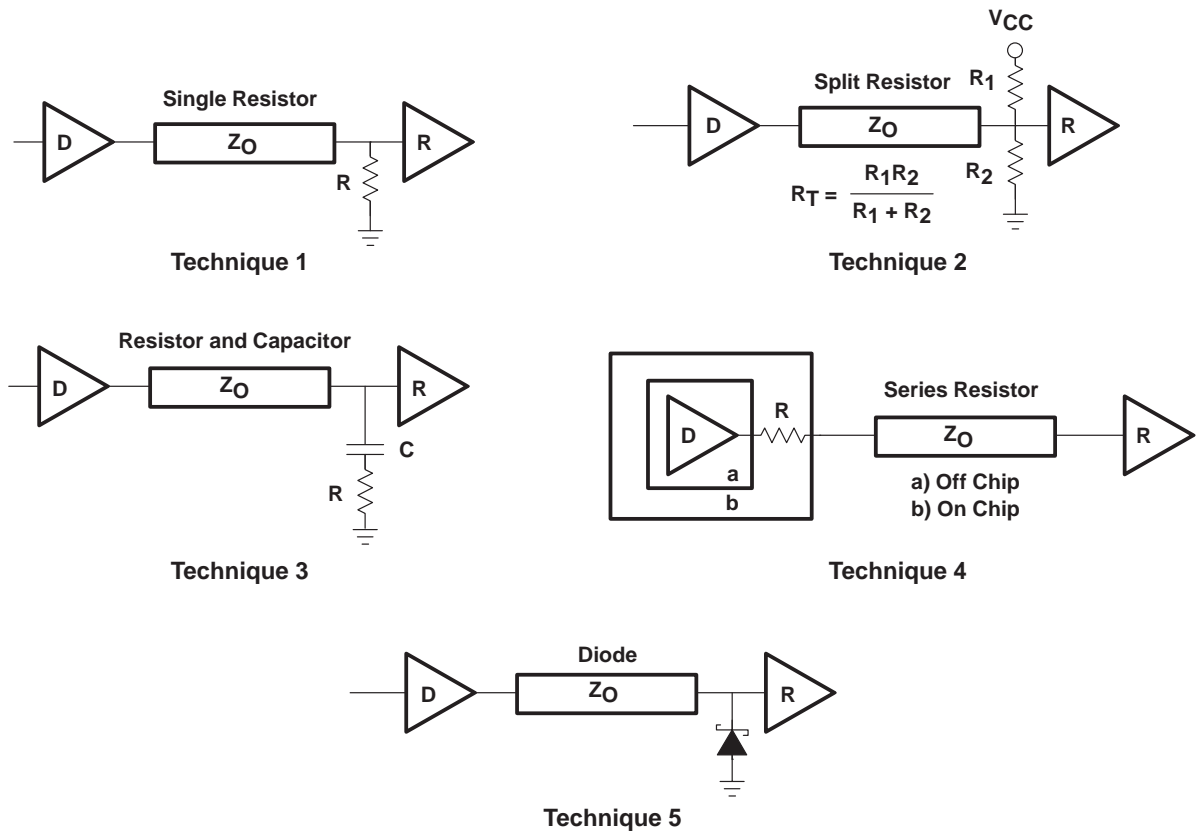 Single Resistor
D
ZO
R
R
Technique 1
VCC
R1
Split Resistor
D
ZO
R
R2
RT = R1R2 / R1 + R2
Technique 2
Resistor and Capacitor
D
ZO
R
C
R
Technique 3
R
Series Resistor
D
ZO
R
a
b
a) Off Chip
b) On Chip
Technique 4
Diode
D
ZO
R
Technique 5